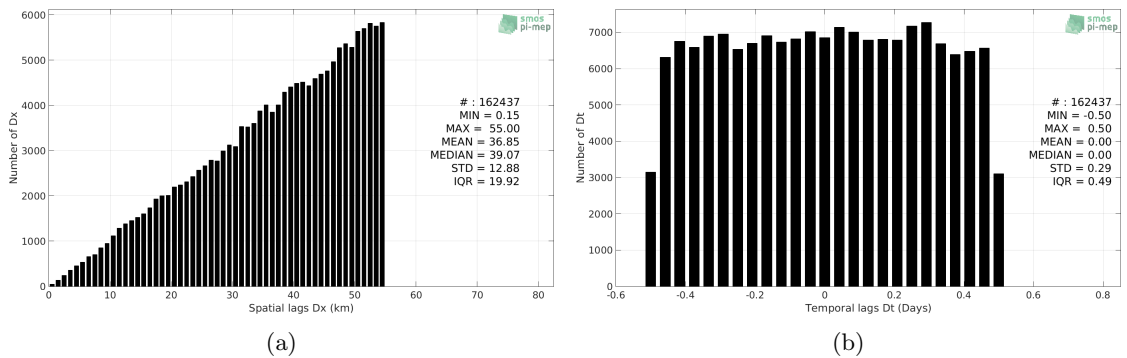 6000
5000
4000
3000
2000
1000
0
Number of Dx
0 10 20 30 40 50 60 70 80
Spatial lags Dx (km)
smos
pi-mep
# : 162437
MIN = 0.15
MAX = 55.00
MEAN = 36.85
MEDIAN = 39.07
STD = 12.88
IQR = 19.92
(a)
7000
6000
5000
4000
3000
2000
1000
0
Number of Dt
-0.6 -0.4 -0.2 0 0.2 0.4 0.6 0.8
Temporal lags Dt (Days)
smos
pi-mep
# : 162437
MIN = -0.50
MAX = 0.50
MEAN = 0.00
MEDIAN = 0.00
STD = 0.29
IQR = 0.49
(b)